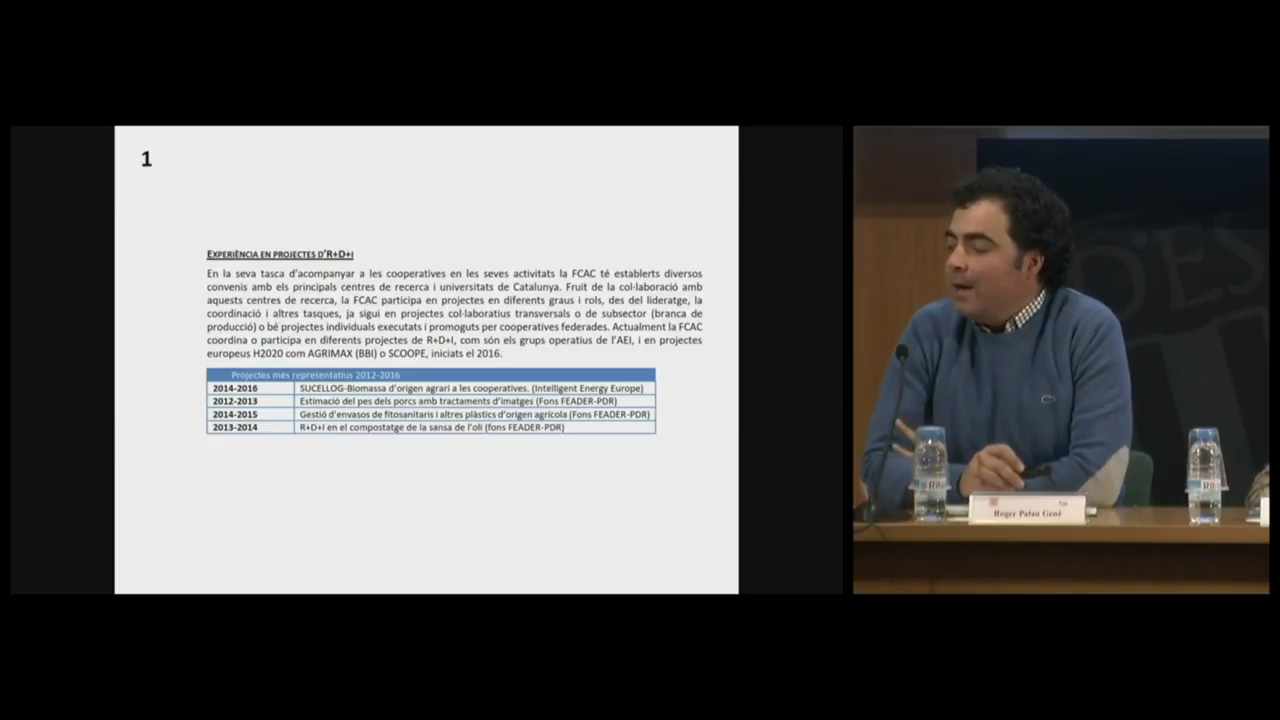 1
EXPERIÈNCIA EN PROJECTES D'R+D+I
En la seva tasca d'acompanyar a les cooperatives en les seves activitats la FCAC té establerts diversos
convenis amb els principals centres de recerca i universitats de Catalunya. Fruit de la col·laboració amb
aquests centres de recerca, la FCAC participa en projectes en diferents graus i rols, des del lideratge, la
coordinació i altres tasques, ja sigui en projectes col·laboratius transversals o de subsector (branca de
producció) o bé projectes individuals executats i promoguts per cooperatives federades. Actualment la FCAC
coordina o participa en diferents projectes de R+D+I, com són els grups operatius de l'AEI, i en projectes
europeus H2020 com AGRIMAX (BBI) o SCOOPE, iniciats el 2016.
Projectes més representatius 2012-2016
2014-2016 SUCELLOG-Biomassa d'origen agrari a les cooperatives. (Intelligent Energy Europe)
2012-2013 Estimació del pes dels porcs amb tractaments d'imatges (Fons FEADER-PDR)
2014-2015 Gestió d'envasos de fitosanitaris i altres plàstics d'origen agrícola (Fons FEADER-PDR)
2013-2014 R+D+I en el compostatge de la sansa de l'oli (fons FEADER-PDR)
Roger Palau Gené